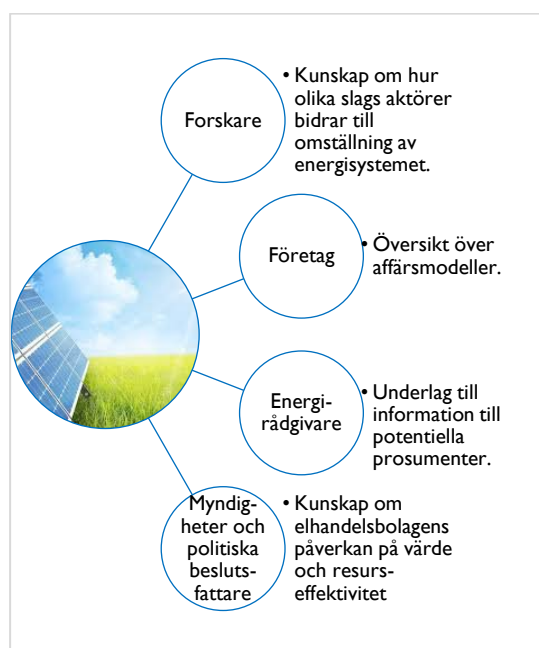 Forskare
• Kunskap om hur
olika slags aktörer
bidrar till
omställning av
energisystemet.
Företag
• Översikt över
affärsmodeller.
Energi-
rådgivare
• Underlag till
information till
potentiella
prosumenter.
Myndig-
heter och
politiska
besluts-
fattare
• Kunskap om
elhandelsbolagens
påverkan på värde
och resurs-
effektivitet